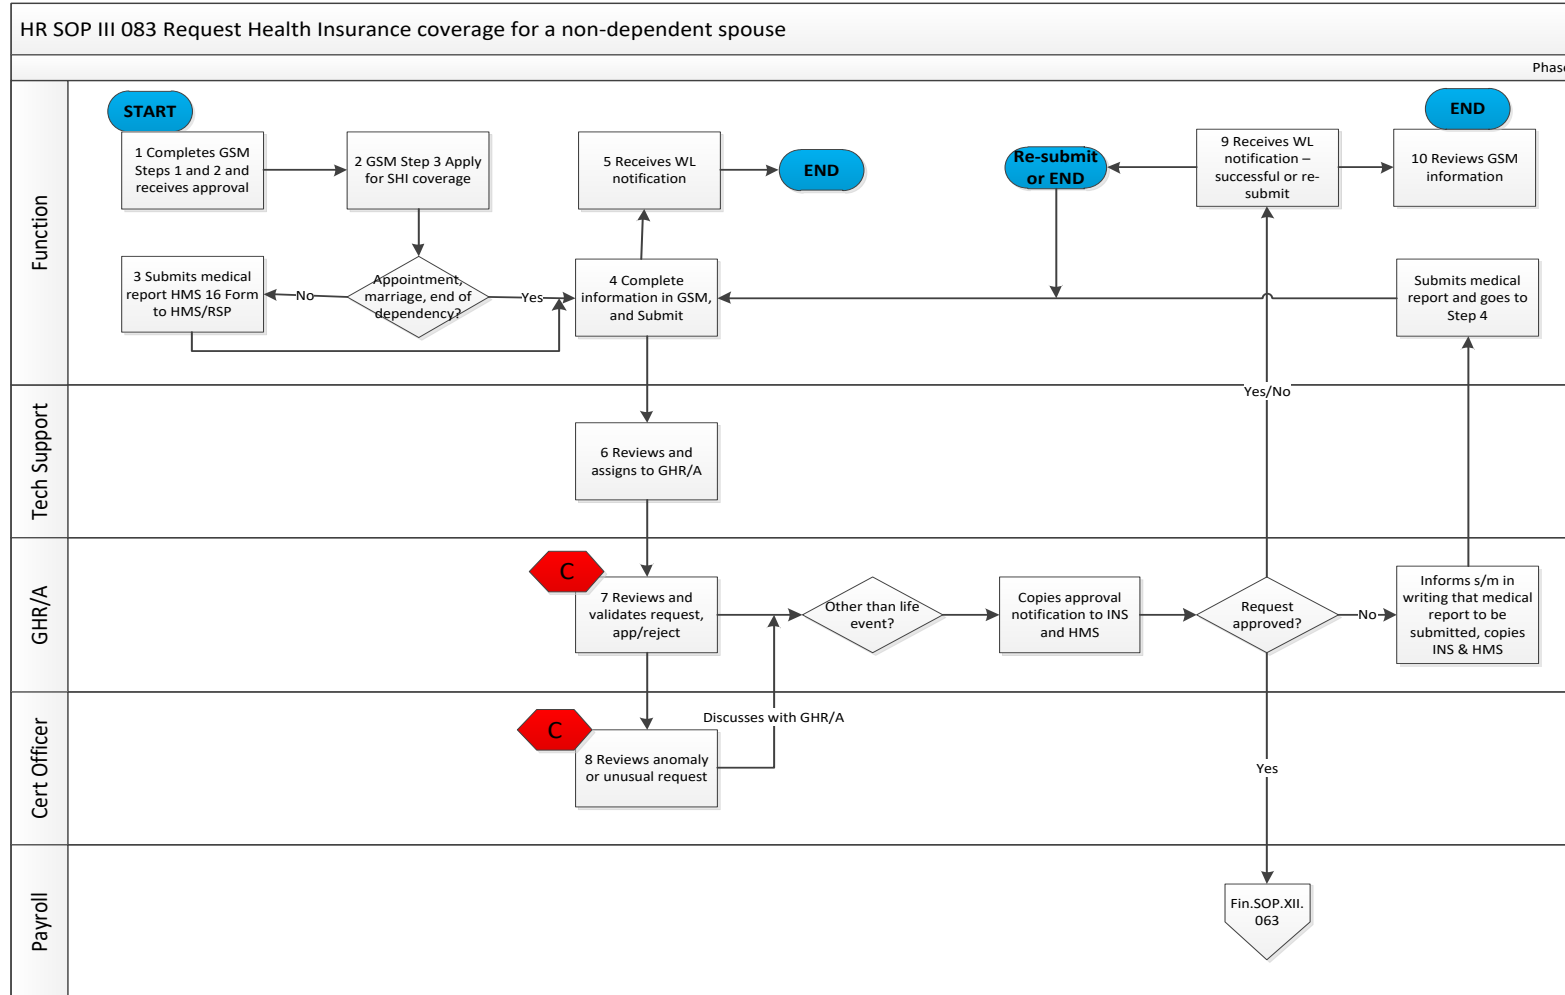 HR SOP III 083 Request Health Insurance coverage for a non-dependent spouse
Phase
Function
START
1 Completes GSM
Steps 1 and 2 and
receives approval
2 GSM Step 3 Apply
for SHI coverage
5 Receives WL
notification
END
Re-submit
or END
9 Receives WL
notification –
successful or re-
submit
END
10 Reviews GSM
information
3 Submits medical
report HMS 16 Form
to HMS/RSP
No
Appointment,
marriage, end of
dependency?
Yes
4 Complete
information in GSM,
and Submit
Submits medical
report and goes to
Step 4
Yes/No
Tech Support
6 Reviews and
assigns to GHR/A
GHR/A
C
7 Reviews and
validates request,
app/reject
Other than life
event?
Copies approval
notification to INS
and HMS
Request
approved?
No
Informs s/m in
writing that medical
report to be
submitted, copies
INS & HMS
Cert Officer
C
8 Reviews anomaly
or unusual request
Discusses with GHR/A
Yes
Payroll
Fin.SOP.XII.
063